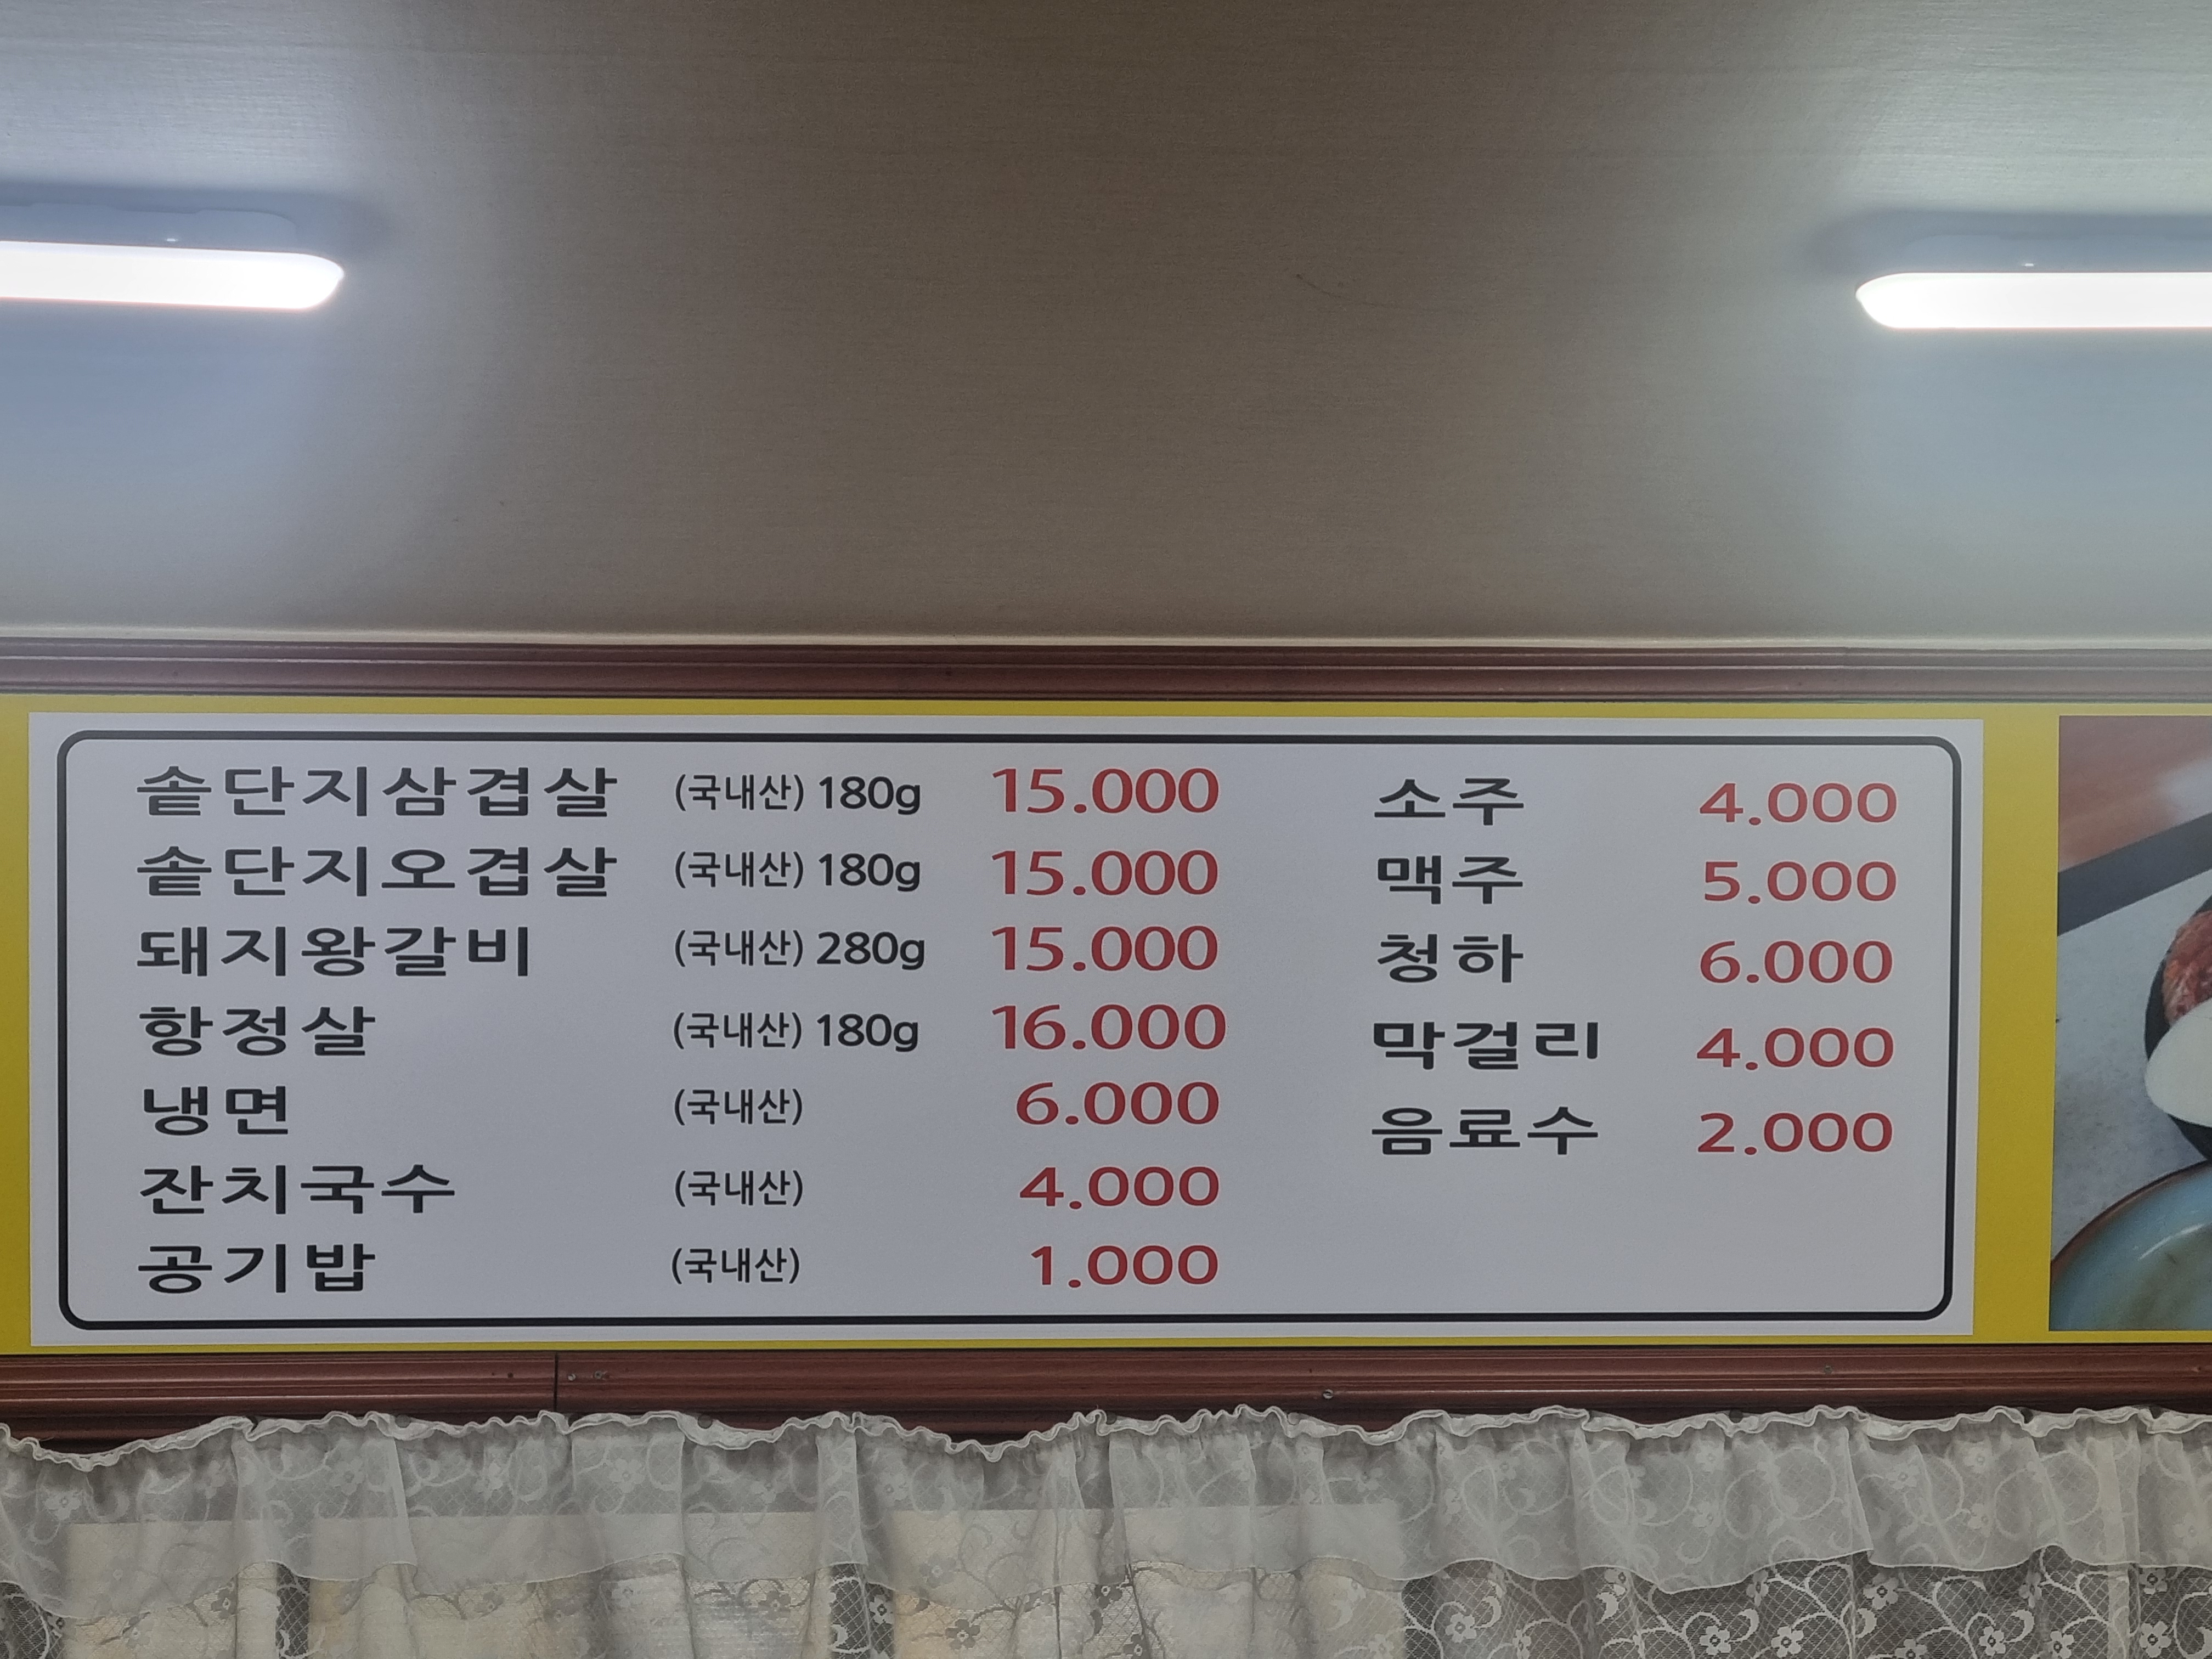 솥단지삼겹살 (국내산) 180g 15.000
솥단지오겹살 (국내산) 180g 15.000
돼지왕갈비 (국내산) 280g 15.000
항정살 (국내산) 180g 16.000
냉면 (국내산) 6.000
잔치국수 (국내산) 4.000
공기밥 (국내산) 1.000
소주 4.000
맥주 5.000
청하 6.000
막걸리 4.000
음료수 2.000